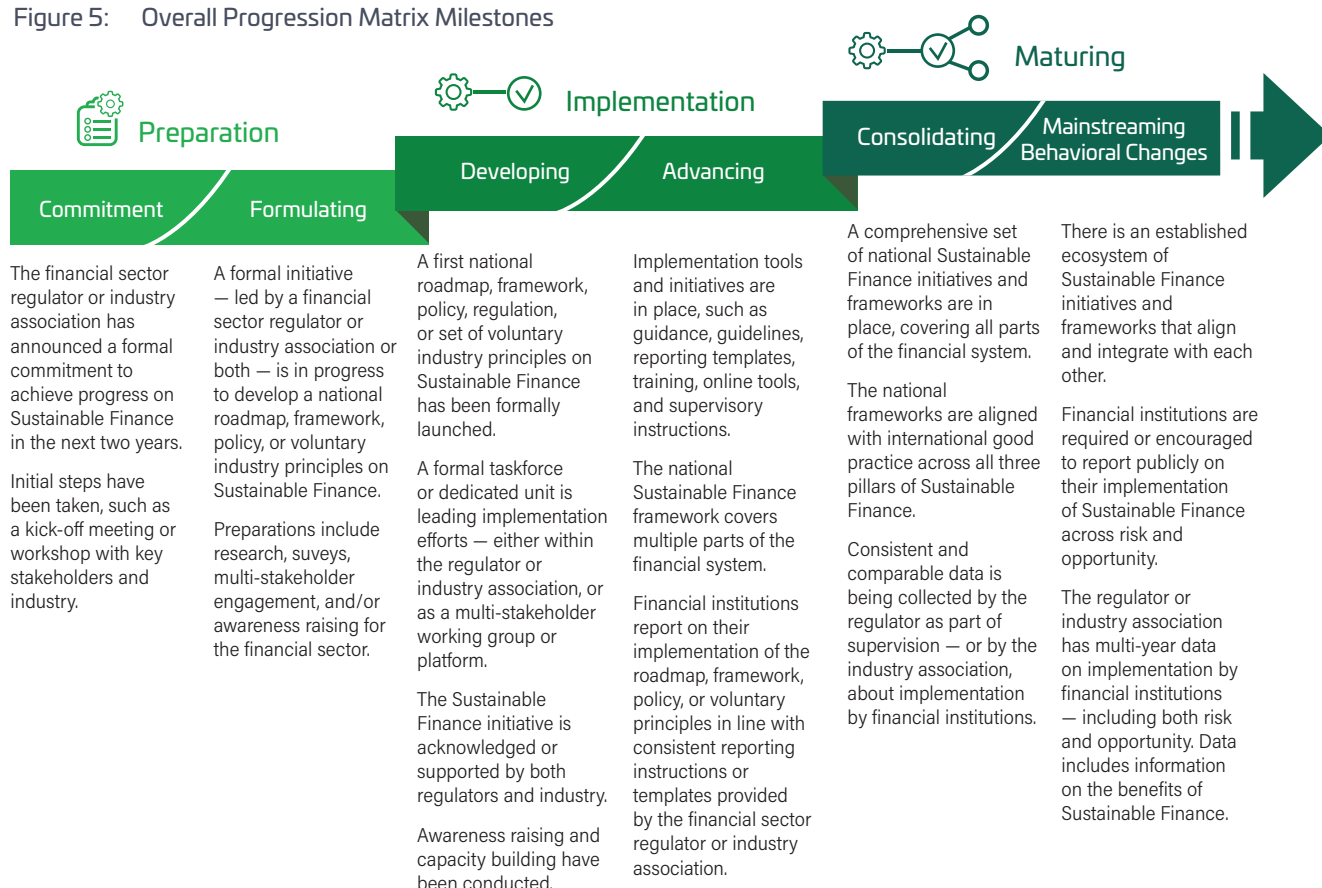 Figure 5: Overall Progression Matrix Milestones
Preparation
Commitment
Formulating
The financial sector
regulator or industry
association has
announced a formal
commitment to
achieve progress on
Sustainable Finance
in the next two years.
Initial steps have
been taken, such as
a kick-off meeting or
workshop with key
stakeholders and
industry.
A formal initiative
— led by a financial
sector regulator or
industry association or
both — is in progress
to develop a national
roadmap, framework,
policy, or voluntary
industry principles on
Sustainable Finance.
Preparations include
research, suveys,
multi-stakeholder
engagement, and/or
awareness raising for
the financial sector.
Implementation
Developing
Advancing
A first national
roadmap, framework,
policy, regulation,
or set of voluntary
industry principles on
Sustainable Finance
has been formally
launched.
A formal taskforce
or dedicated unit is
leading implementation
efforts — either within
the regulator or
industry association, or
as a multi-stakeholder
working group or
platform.
The Sustainable
Finance initiative is
acknowledged or
supported by both
regulators and industry.
Awareness raising and
capacity building have
been conducted.
Implementation tools
and initiatives are
in place, such as
guidance, guidelines,
reporting templates,
training, online tools,
and supervisory
instructions.
The national
Sustainable Finance
framework covers
multiple parts of the
financial system.
Financial institutions
report on their
implementation of the
roadmap, framework,
policy, or voluntary
principles in line with
consistent reporting
instructions or
templates provided
by the financial sector
regulator or industry
association.
Maturing
Consolidating
Mainstreaming
Behavioral Changes
A comprehensive set
of national Sustainable
Finance initiatives and
frameworks are in
place, covering all parts
of the financial system.
The national
frameworks are aligned
with international good
practice across all three
pillars of Sustainable
Finance.
Consistent and
comparable data is
being collected by the
regulator as part of
supervision — or by the
industry association,
about implementation
by financial institutions.
There is an established
ecosystem of
Sustainable Finance
initiatives and
frameworks that align
and integrate with each
other.
Financial institutions are
required or encouraged
to report publicly on
their implementation
of Sustainable Finance
across risk and
opportunity.
The regulator or
industry association
has multi-year data
on implementation by
financial institutions
— including both risk
and opportunity. Data
includes information
on the benefits of
Sustainable Finance.